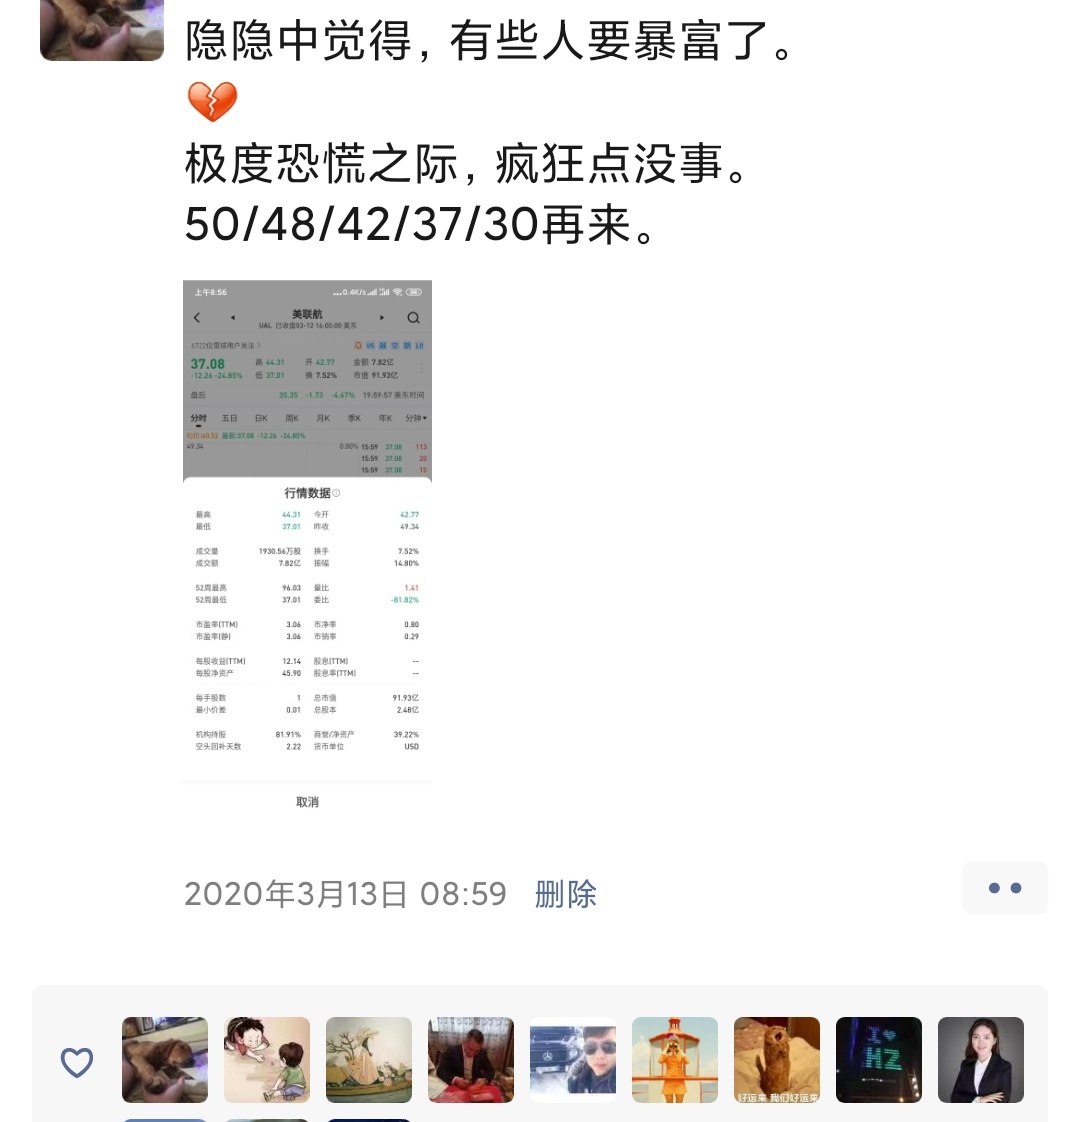 隐隐中觉得，有些人要暴富了。
极度恐慌之际，疯狂点没事。
50/48/42/37/30再来。
上午8:56 ...0.4K/s
美联航
UAL 已收盘03-12 16:00:00 美东
6722位雪球用户关注 >
US 融 空 期 L0
37.08 高 44.31 开 42.77 金额 7.82亿
-12.26 -24.85% 低 37.01 换 7.52% 市值 91.93亿
盘后 35.35 -1.73 -4.67% 19:59:57 美东时间
分时 五日 日K 周K 月K 季K 年K 分钟
均价:40.52 最新:37.08 -12.26 -24.85%
49.34 0.00% 15:59 37.08 113
15:59 37.08 20
15:59 37.08 15
行情数据
最高 44.31 今开 42.77
最低 37.01 昨收 49.34
成交量 1930.56万股 换手 7.52%
成交额 7.82亿 振幅 14.80%
52周最高 96.03 量比 1.41
52周最低 37.01 委比 -81.82%
市盈率(TTM) 3.06 市净率 0.80
市盈率(静) 3.06 市销率 0.29
每股收益(TTM) 12.14 股息(TTM) --
每股净资产 45.90 股息率(TTM) --
每手股数 1 总市值 91.93亿
最小价差 0.01 总股本 2.48亿
机构持股 81.91% 商誉/净资产 39.22%
空头回补天数 2.22 货币单位 USD
取消
2020年3月13日 08:59 删除
好运来 我们好运来
I
HZ